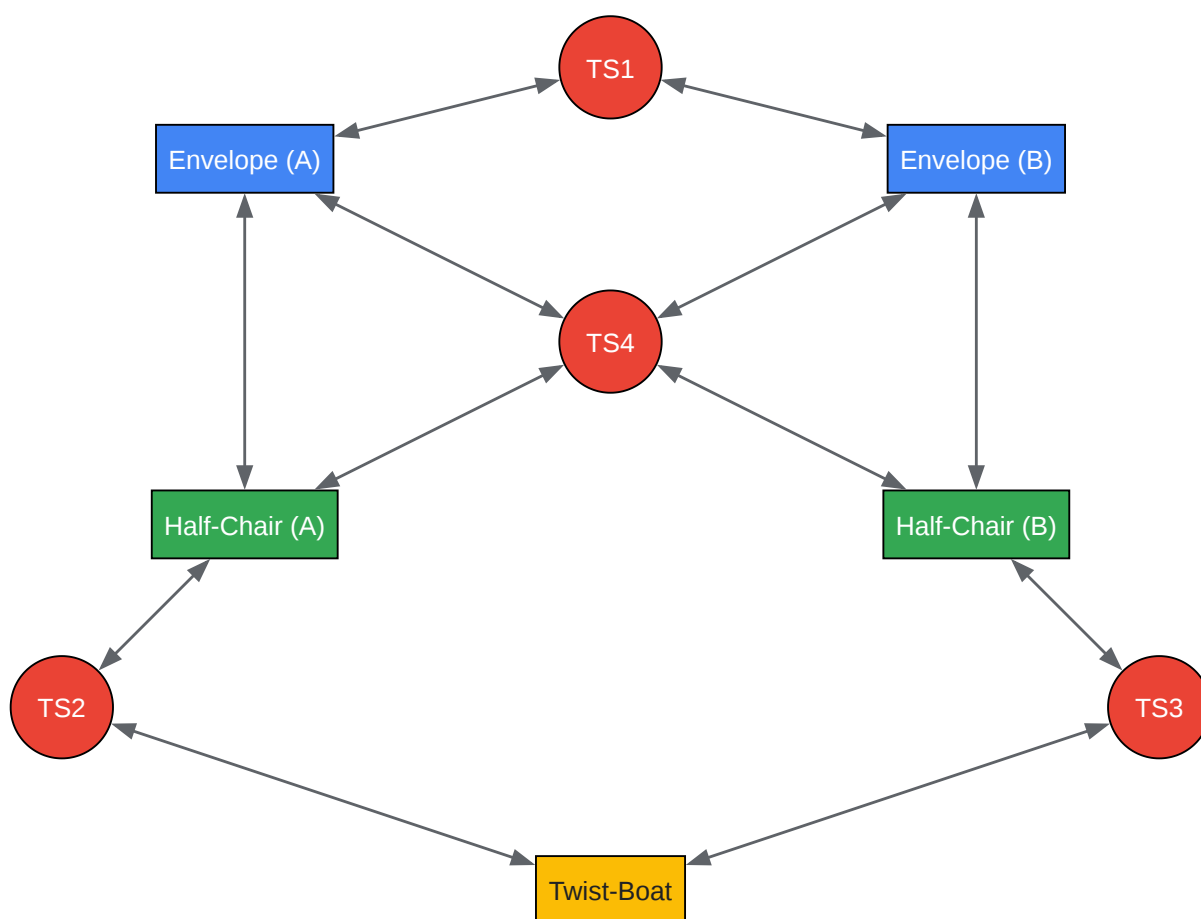 TS1
Envelope (A)
Envelope (B)
TS4
Half-Chair (A)
Half-Chair (B)
TS2
TS3
Twist-Boat